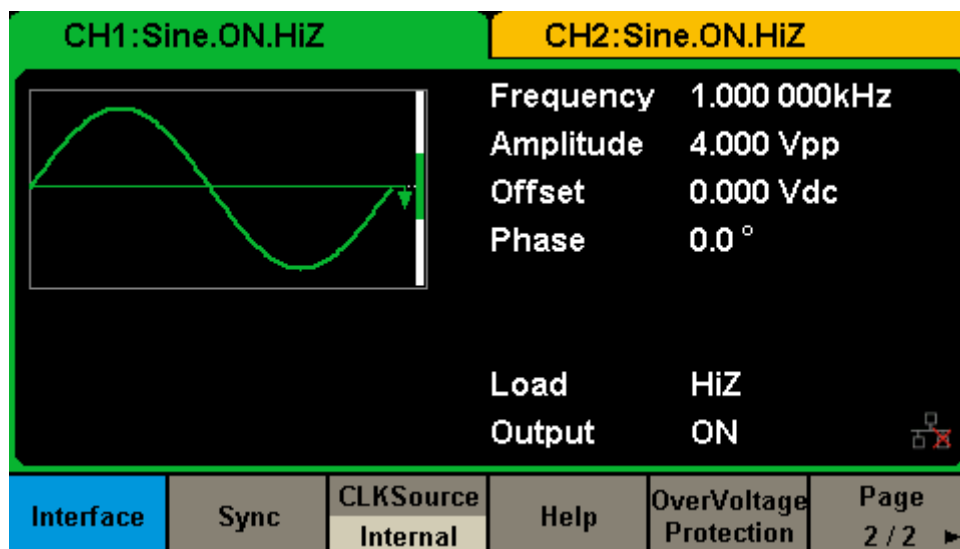 CH1:Sine.ON.HiZ CH2:Sine.ON.HiZ
Frequency 1.000 000kHz
Amplitude 4.000 Vpp
Offset 0.000 Vdc
Phase 0.0 °
Load HiZ
Output ON
Interface Sync CLKSource Internal Help OverVoltage Protection Page 2 / 2 ►